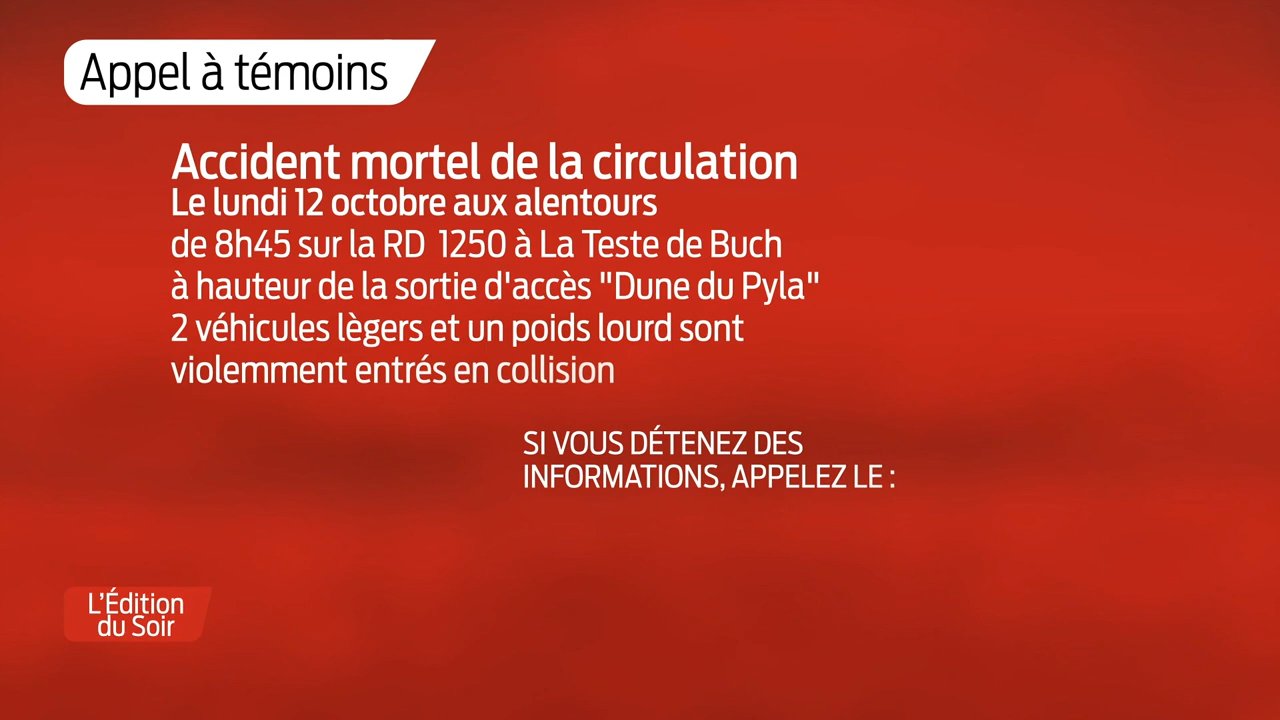 Appel à témoins
Accident mortel de la circulation
Le lundi 12 octobre aux alentours
de 8h45 sur la RD 1250 à La Teste de Buch
à hauteur de la sortie d'accès "Dune du Pyla"
2 véhicules lègers et un poids lourd sont
violemment entrés en collision
SI VOUS DÉTENEZ DES
INFORMATIONS, APPELEZ LE :
L'Édition
du Soir